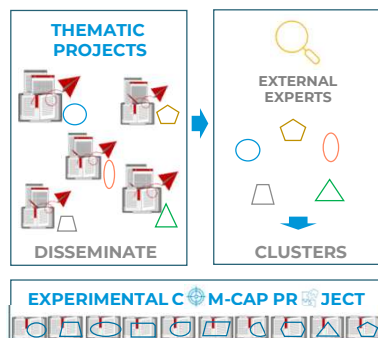 THEMATIC
PROJECTS
DISSEMINATE
EXTERNAL
EXPERTS
CLUSTERS
EXPERIMENTAL C M-CAP PR JECT